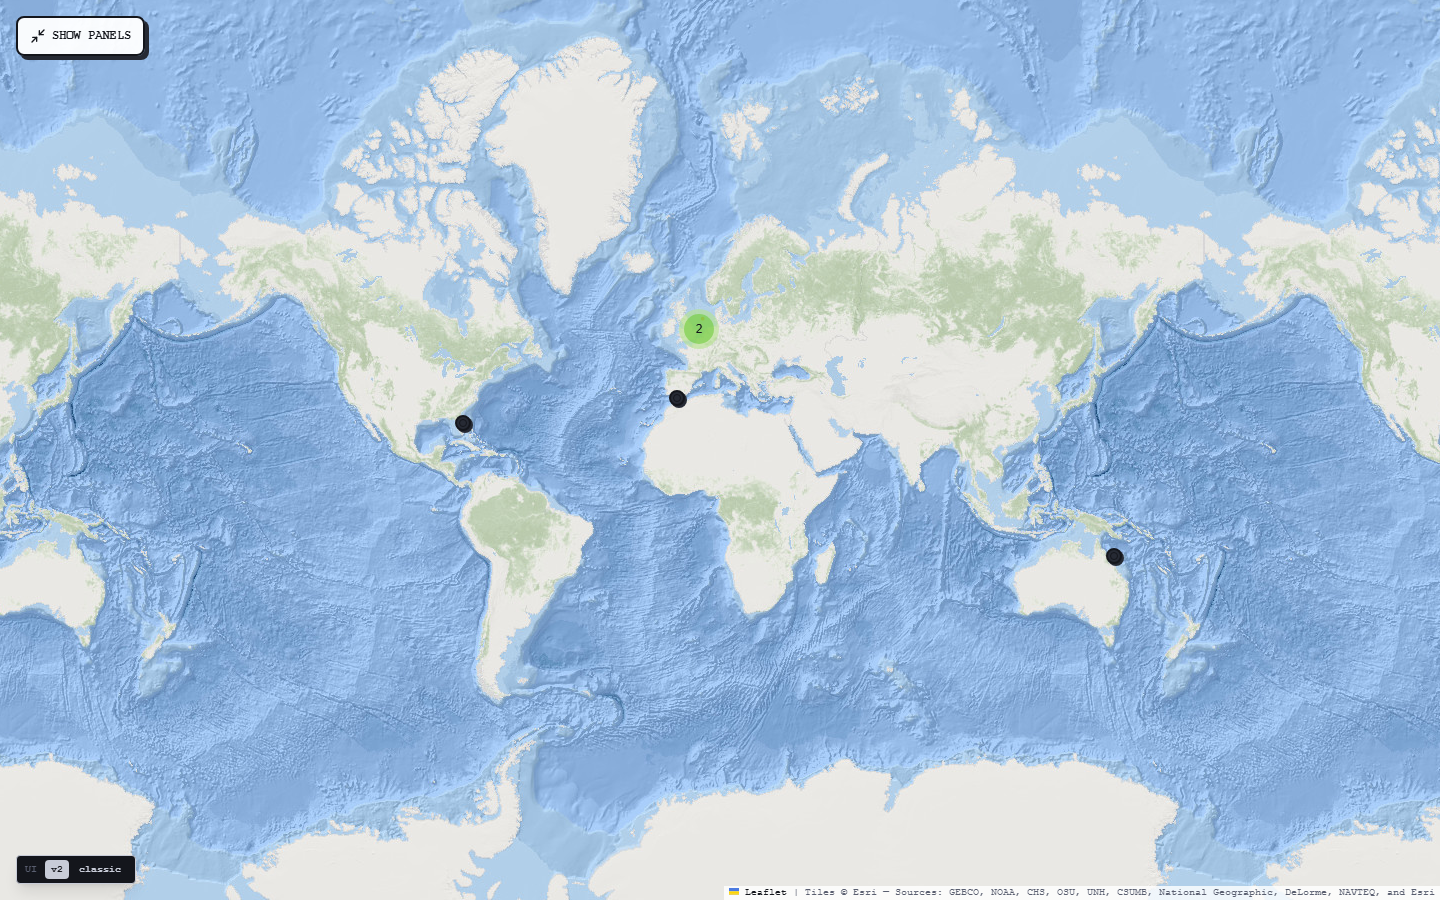 SHOW PANELS
2
UI v2 classic
Leaflet | Tiles © Esri — Sources: GEBCO, NOAA, CHS, OSU, UNH, CSUMB, National Geographic, DeLorme, NAVTEQ, and Esri